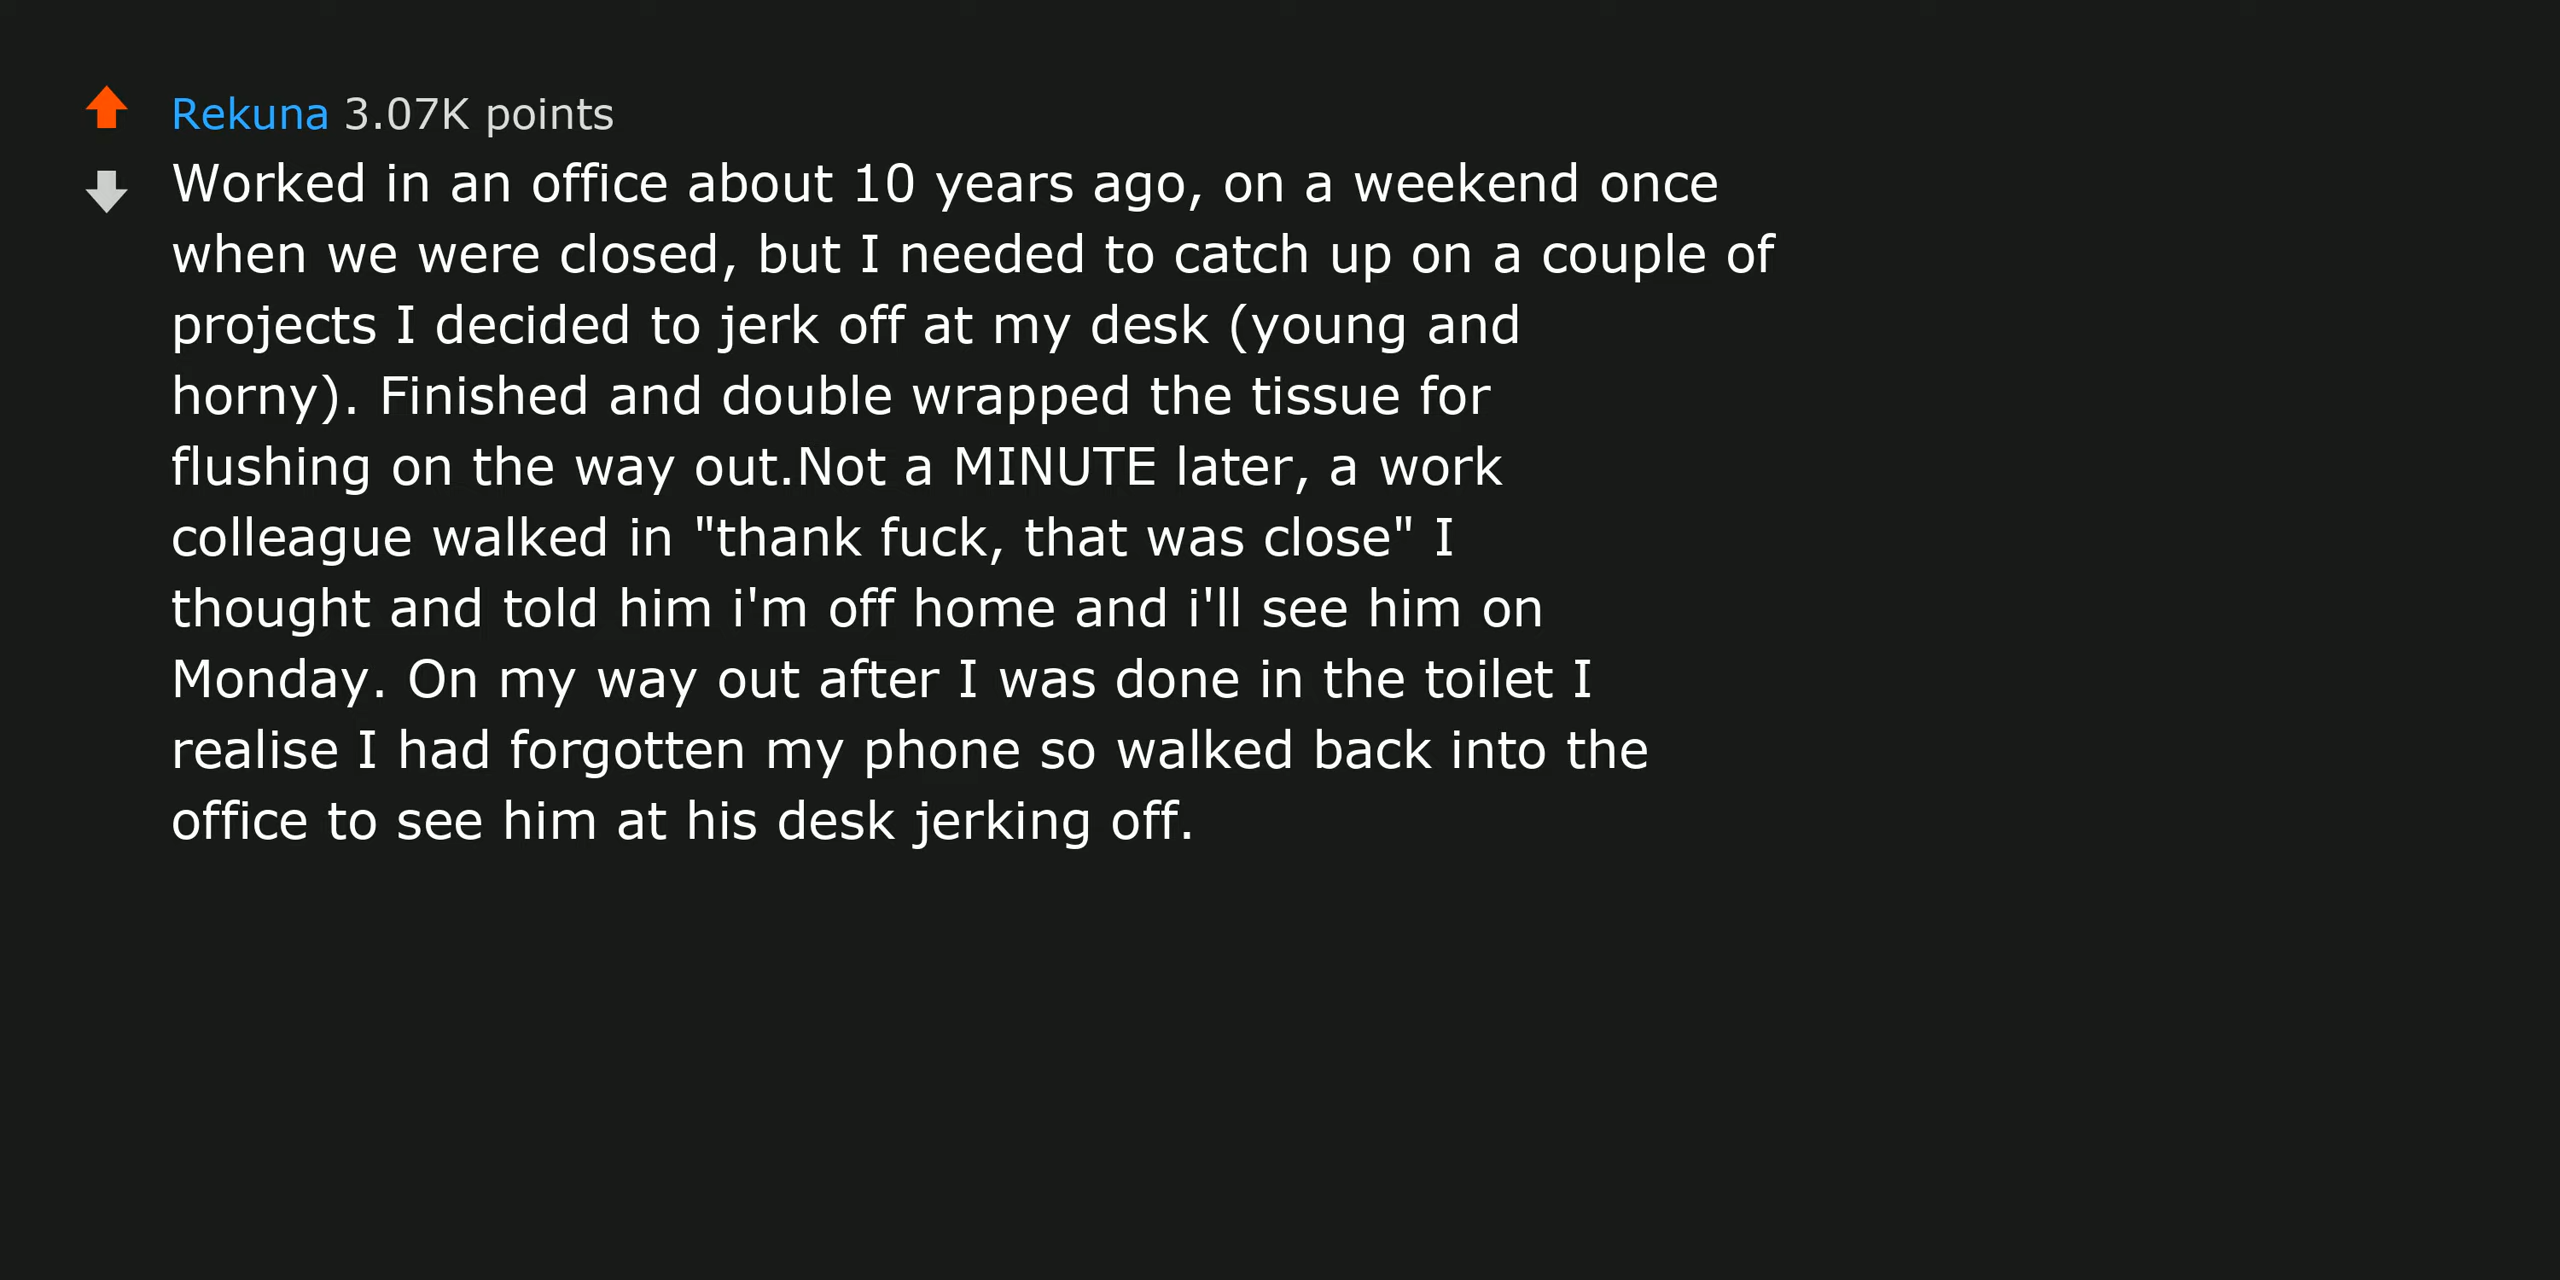 Rekuna 3.07K points
Worked in an office about 10 years ago, on a weekend once
when we were closed, but I needed to catch up on a couple of
projects I decided to jerk off at my desk (young and
horny). Finished and double wrapped the tissue for
flushing on the way out.Not a MINUTE later, a work
colleague walked in "thank fuck, that was close" I
thought and told him i'm off home and i'll see him on
Monday. On my way out after I was done in the toilet I
realise I had forgotten my phone so walked back into the
office to see him at his desk jerking off.